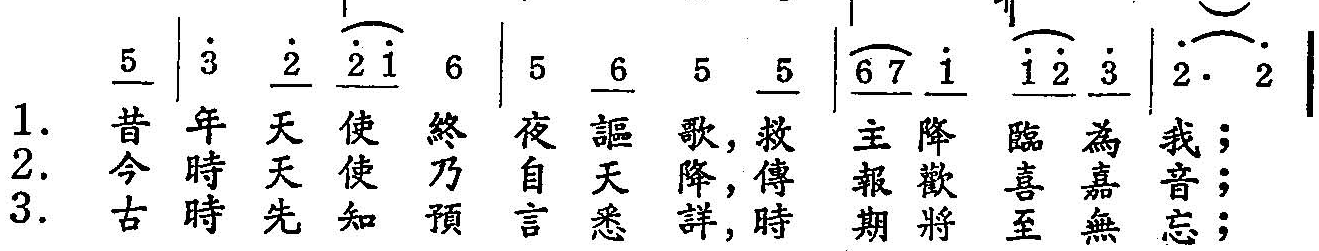 5 | 3 2 2 1 6 | 5 6 5 5 | 6 7 1 1 2 3 | 2 · 2
1. 昔年天使終夜謳歌，救主降臨為我；
2. 今時天使乃自天降，傳報歡喜嘉音；
3. 古時先知預言悉詳，時期將至無忘；